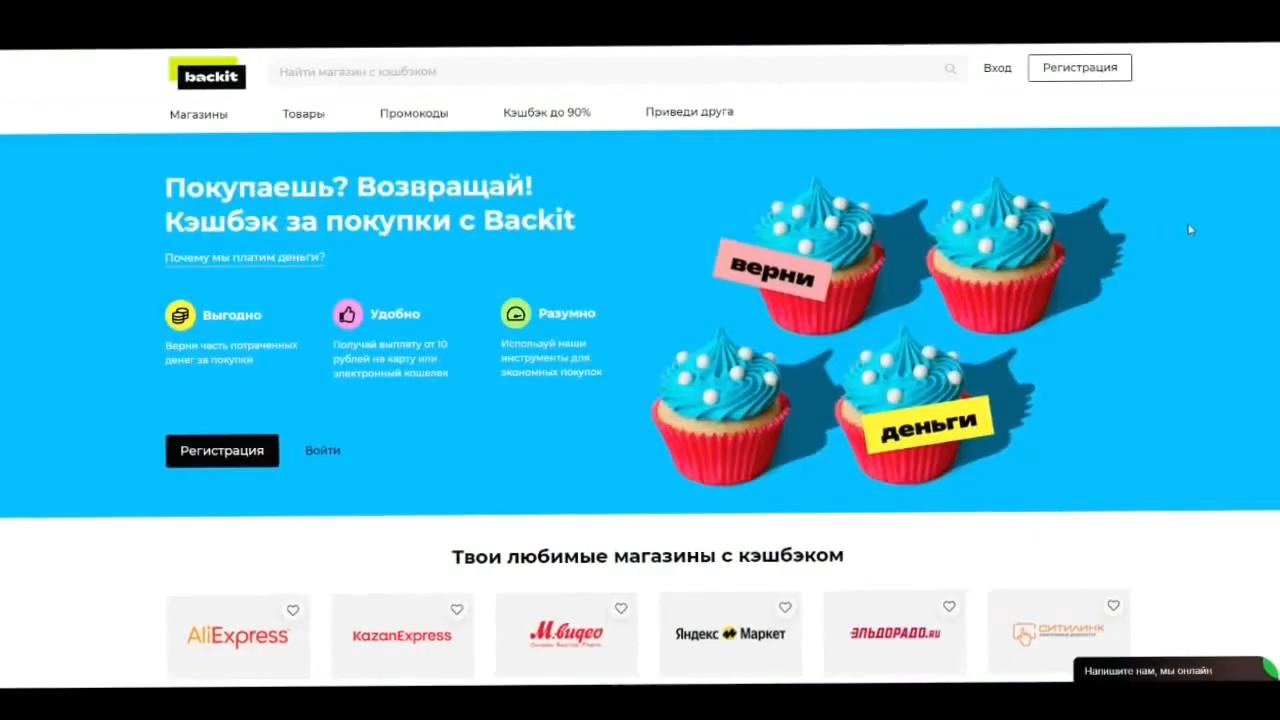 backit
Найти магазин с кэшбэком
Вход
Регистрация
Магазины
Товары
Промокоды
Кэшбэк до 90%
Приведи друга
Покупаешь? Возвращай!
Кэшбэк за покупки с Backit
Почему мы платим деньги?
Выгодно
Верни часть потраченных
денег за покупки
Удобно
Получай выплату от 10
рублей на карту или
электронный кошелек
Разумно
Используй наши
инструменты для
экономных покупок
Регистрация
Войти
верни
деньги
Твои любимые магазины с кэшбэком
AliExpress
KazanExpress
М.видео
Яндекс Маркет
ЭЛЬДОРАДО.RU
СИТИЛИНК
Напишите нам, мы онлайн